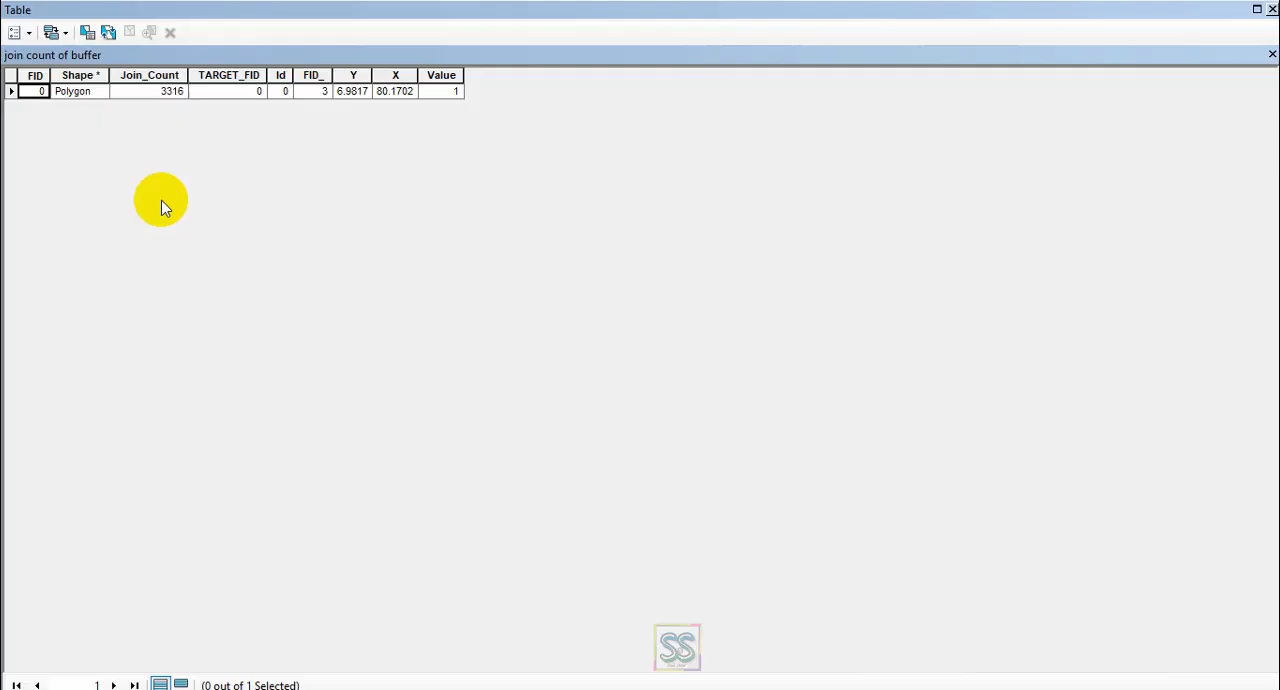 Table
join count of buffer
FID Shape * Join_Count TARGET_FID Id FID_ Y X Value
0 Polygon 3316 0 0 3 6.9817 80.1702 1
SS
1 (0 out of 1 Selected)